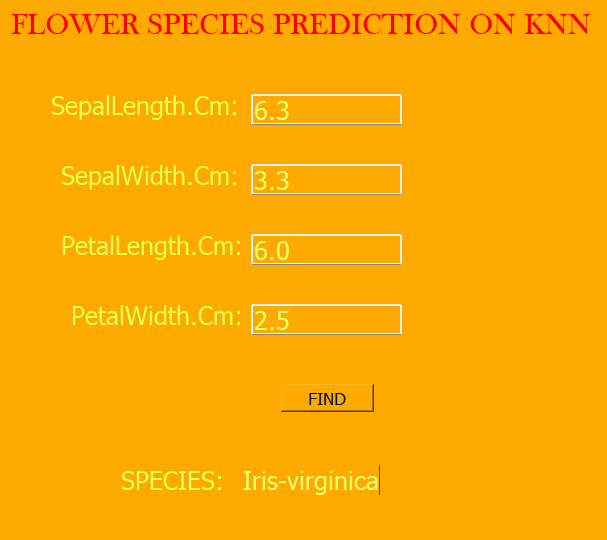 FLOWER SPECIES PREDICTION ON KNN
SepalLength.Cm: 6.3
SepalWidth.Cm: 3.3
PetalLength.Cm: 6.0
PetalWidth.Cm: 2.5
FIND
SPECIES: Iris-virginica